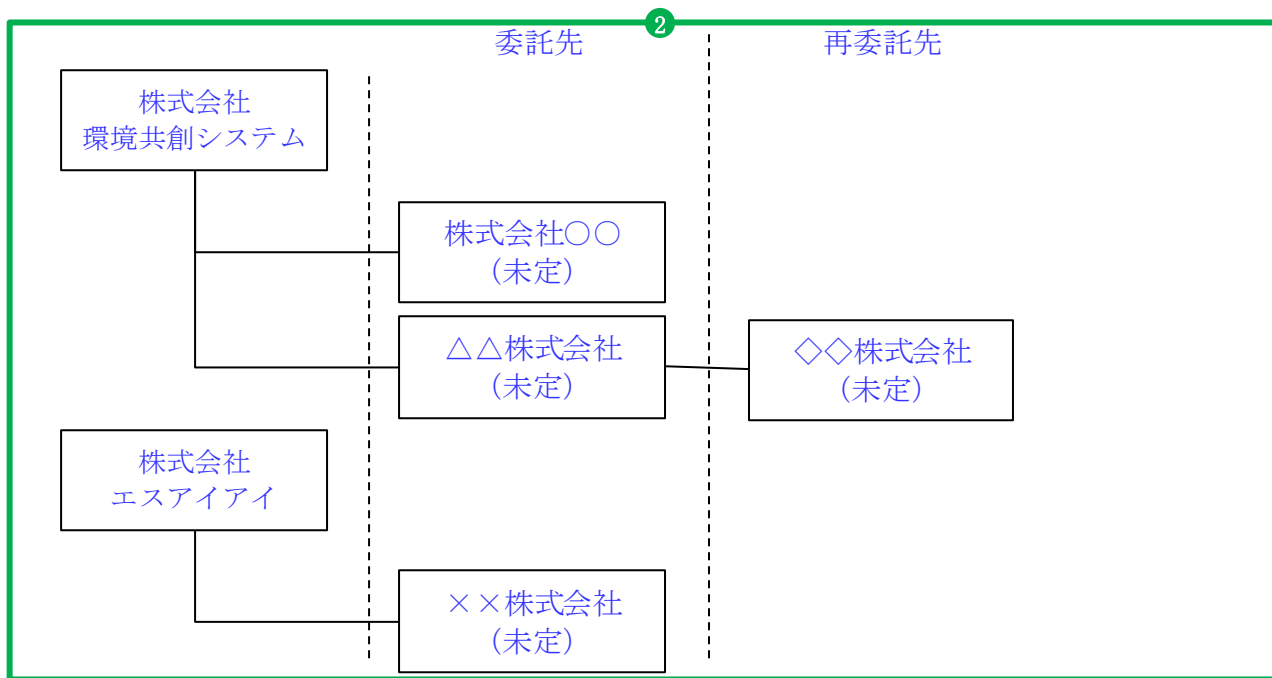 2
委託先
再委託先
株式会社
環境共創システム
株式会社〇〇
(未定)
△△株式会社
(未定)
◇◇株式会社
(未定)
株式会社
エスアイアイ
××株式会社
(未定)